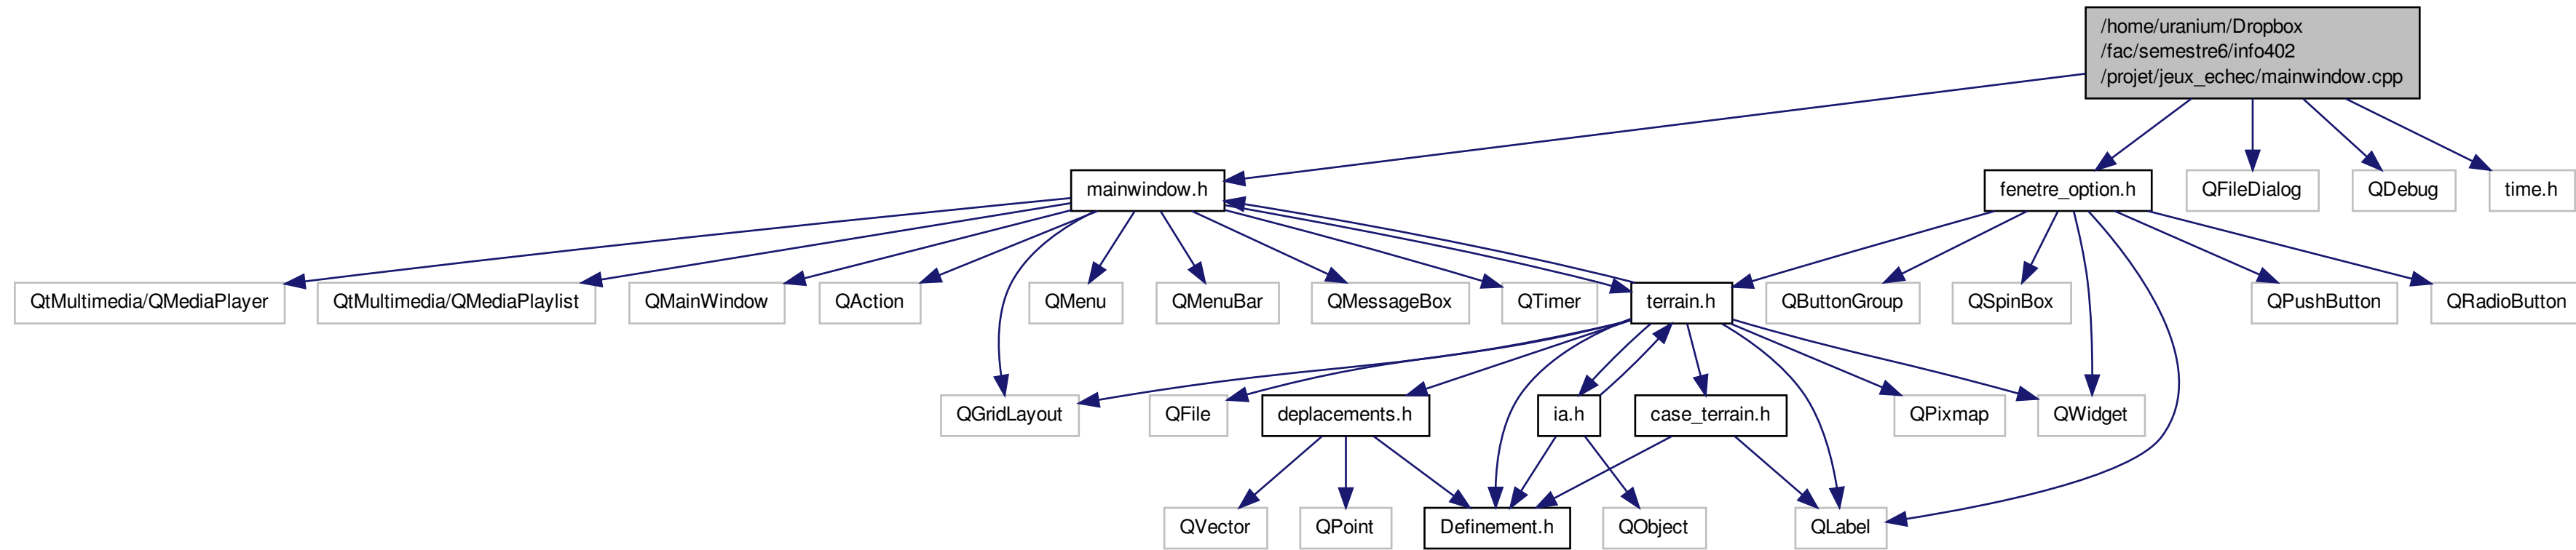 /home/uranium/Dropbox
/fac/semestre6/info402
/projet/jeux_echec/mainwindow.cpp
mainwindow.h
fenetre_option.h
QFileDialog
QDebug
time.h
QtMultimedia/QMediaPlayer
QtMultimedia/QMediaPlaylist
QMainWindow
QAction
QMenu
QMenuBar
QMessageBox
QTimer
terrain.h
QButtonGroup
QSpinBox
QPushButton
QRadioButton
QGridLayout
QFile
deplacements.h
ia.h
case_terrain.h
QPixmap
QWidget
QVector
QPoint
Definement.h
QObject
QLabel